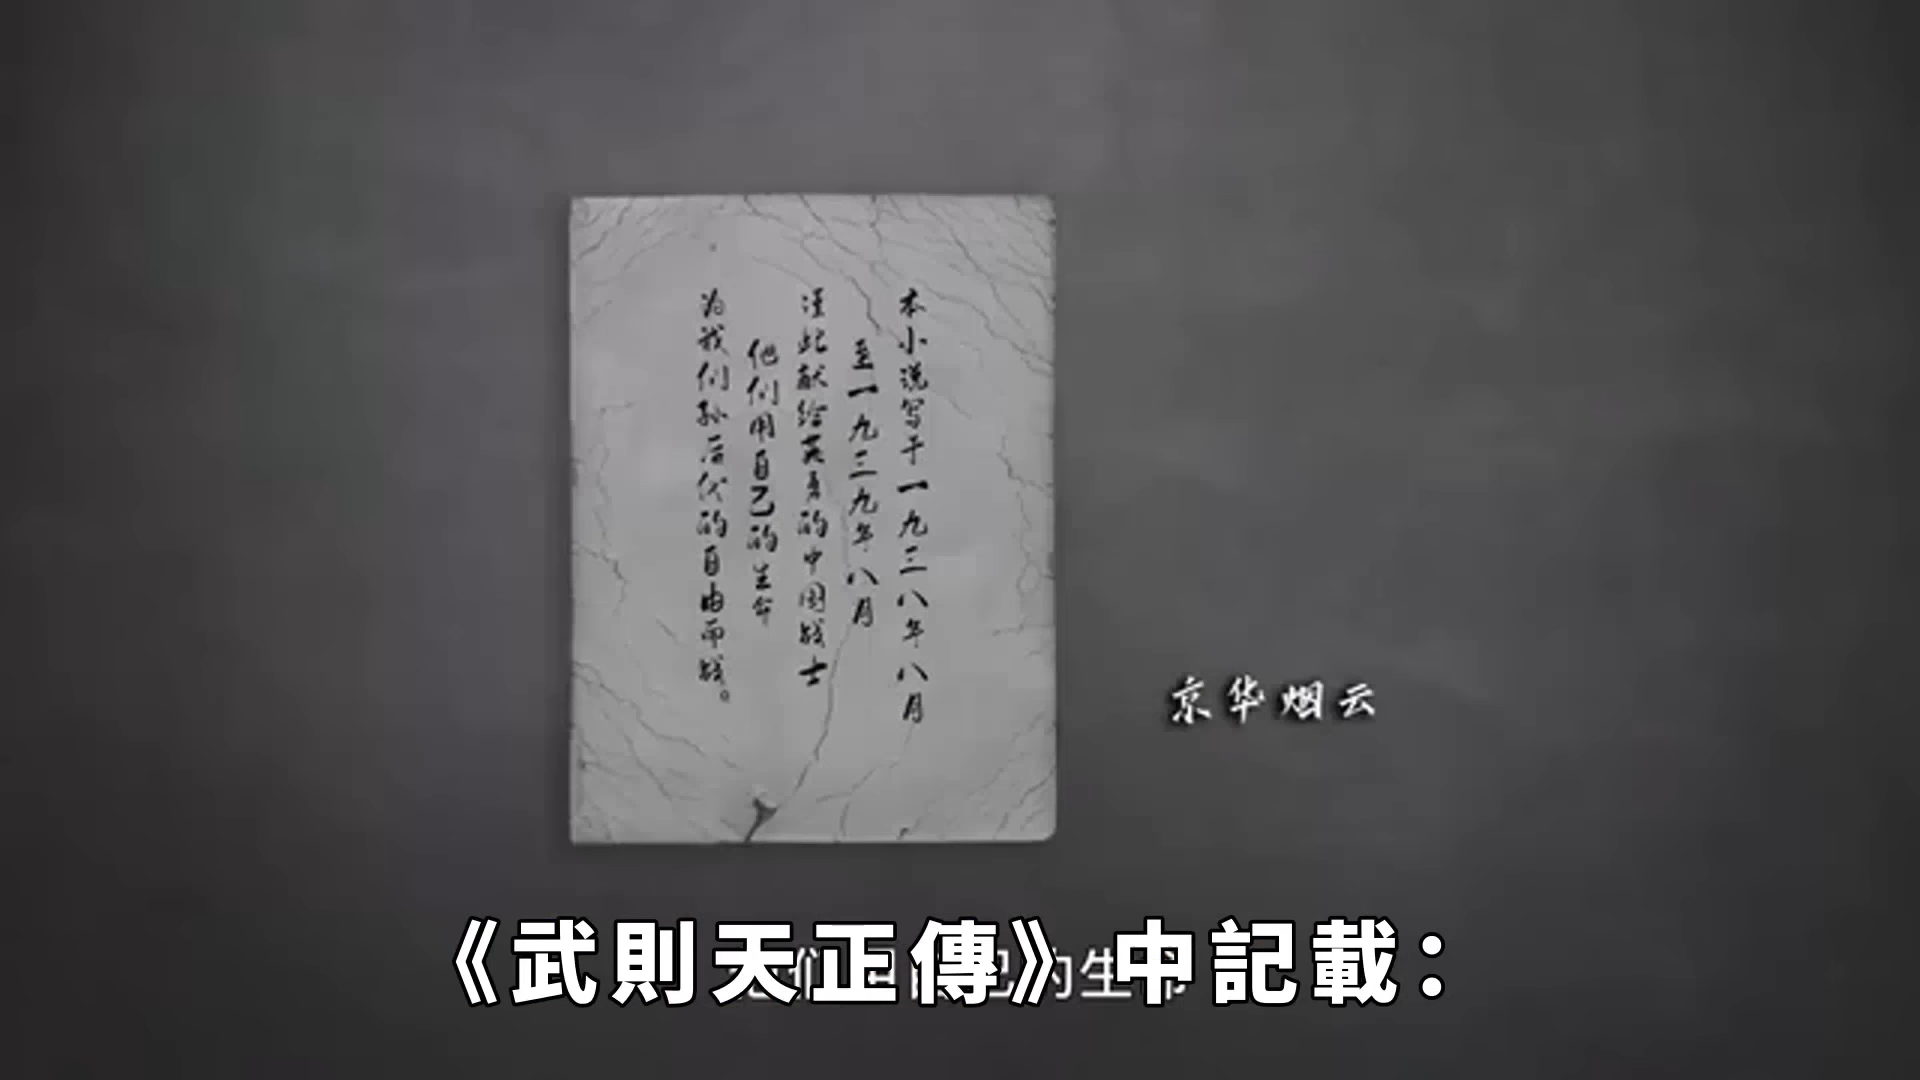 本小说写于一九三八年八月
至一九三九年八月
谨此献给英勇的中国战士
他们用自己的生命
为我们孙后代的自由而战。
京华烟云
《武則天正傳》中記載：